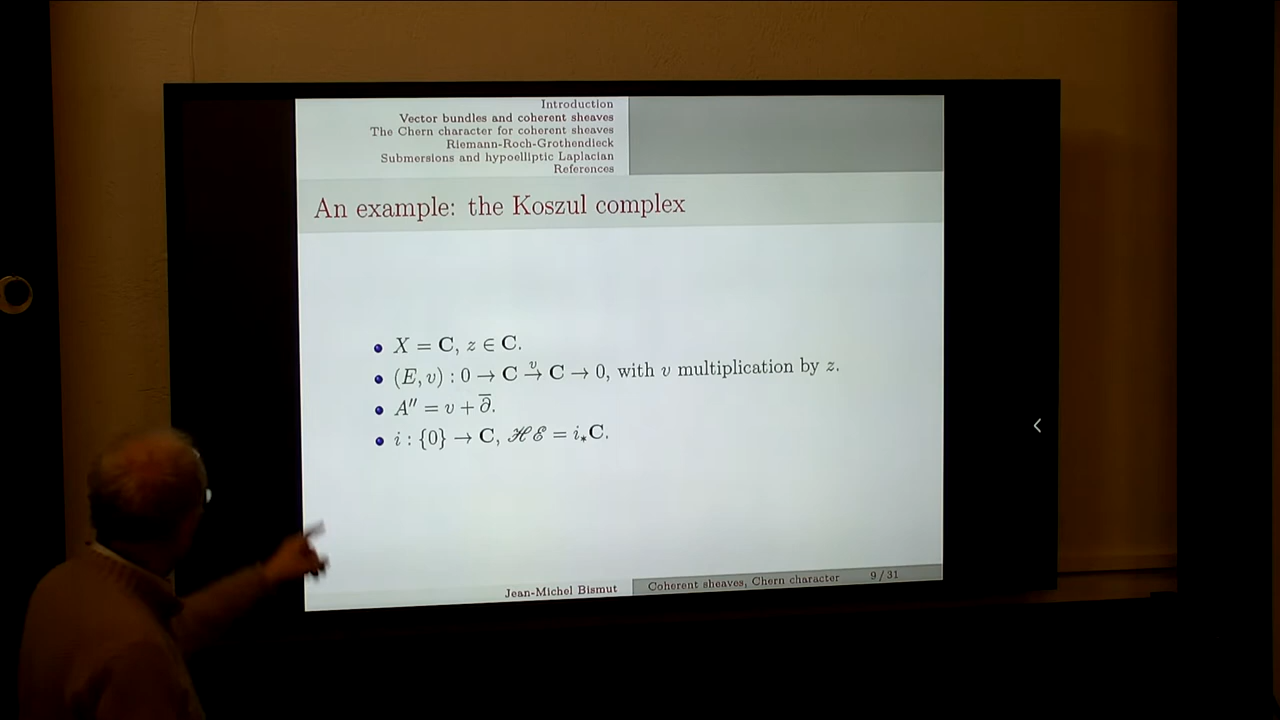 Introduction
Vector bundles and coherent sheaves
The Chern character for coherent sheaves
Riemann-Roch-Grothendieck
Submersions and hypoelliptic Laplacian
References
An example: the Koszul complex
X = C, z ∈ C.
(E, v) : 0 → C →ᵛ C → 0, with v multiplication by z.
A″ = v + ∂̅.
i : {0} → C, ℋℰ = i₊C.
Jean-Michel Bismut
Coherent sheaves, Chern character
9 / 31